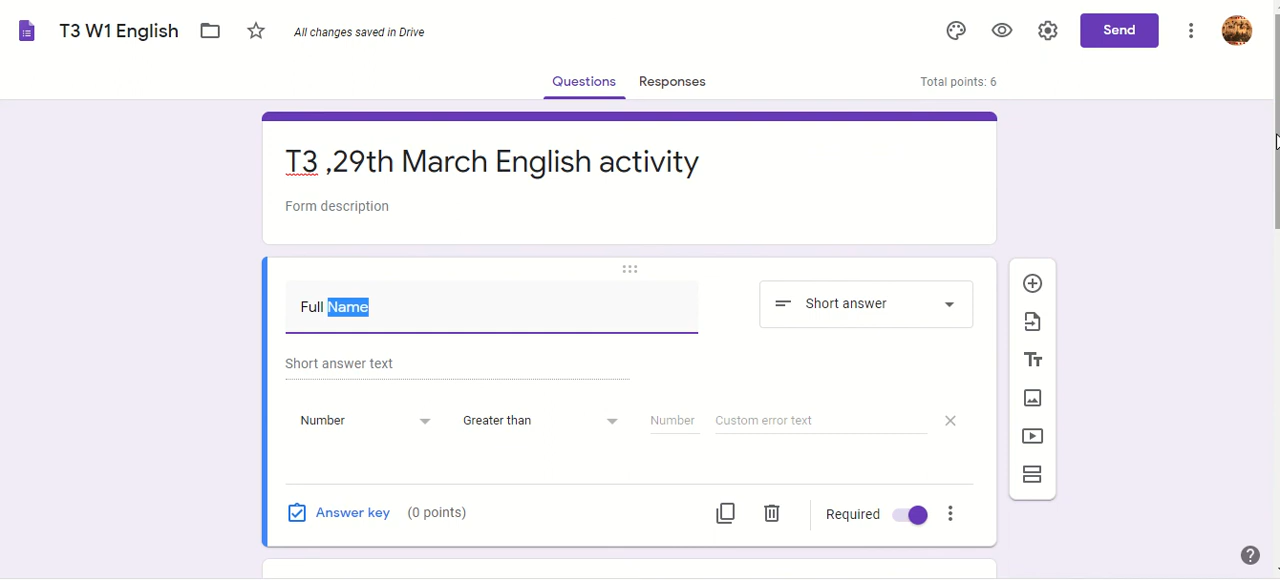 T3 W1 English
All changes saved in Drive
Send
Questions Responses Total points: 6
T3 ,29th March English activity
Form description
Full Name
Short answer
Short answer text
Number Greater than Number Custom error text
Answer key (0 points) Required